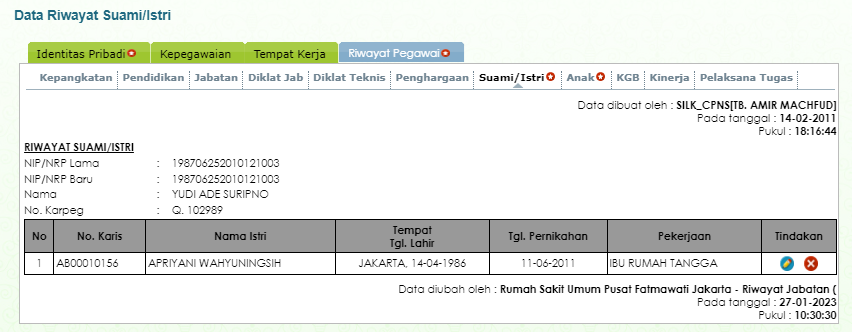 Data Riwayat Suami/Istri
Identitas Pribadi Kepegawaian Tempat Kerja Riwayat Pegawai
Kepangkatan Pendidikan Jabatan Diklat Jab Diklat Teknis Penghargaan Suami/Istri Anak KGB Kinerja Pelaksana Tugas
Data dibuat oleh : SILK_CPNS[TB. AMIR MACHFUD]
Pada tanggal : 14-02-2011
Pukul : 18:16:44
RIWAYAT SUAMI/ISTRI
NIP/NRP Lama : 198706252010121003
NIP/NRP Baru : 198706252010121003
Nama : YUDI ADE SURIPNO
No. Karpeg : Q. 102989
No No. Karis Nama Istri Tempat Tgl. Lahir Tgl. Pernikahan Pekerjaan Tindakan
1 AB00010156 APRIYANI WAHYUNINGSIH JAKARTA, 14-04-1986 11-06-2011 IBU RUMAH TANGGA
Data diubah oleh : Rumah Sakit Umum Pusat Fatmawati Jakarta - Riwayat Jabatan (
Pada tanggal : 27-01-2023
Pukul : 10:30:30